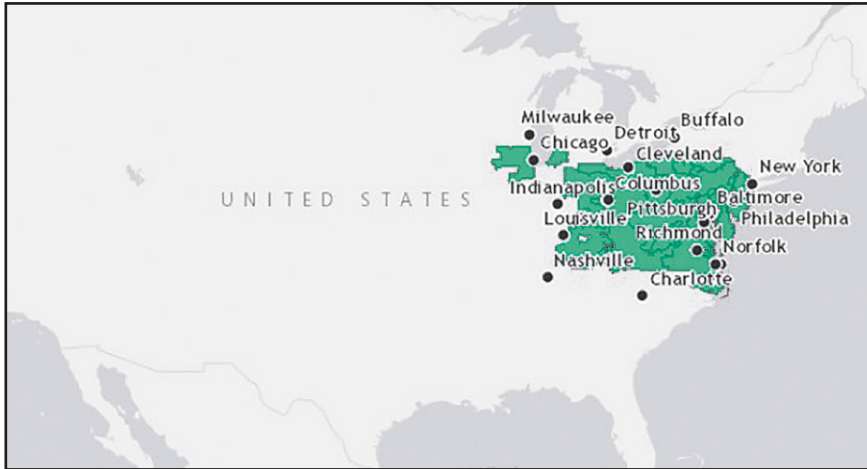 Milwaukee
Buffalo
Detroit
Chicago
Cleveland
New York
Indianapolis
Columbus
Baltimore
UNITED STATES
Pittsburgh
Philadelphia
Louisville
Richmond
Norfolk
Nashville
Charlotte